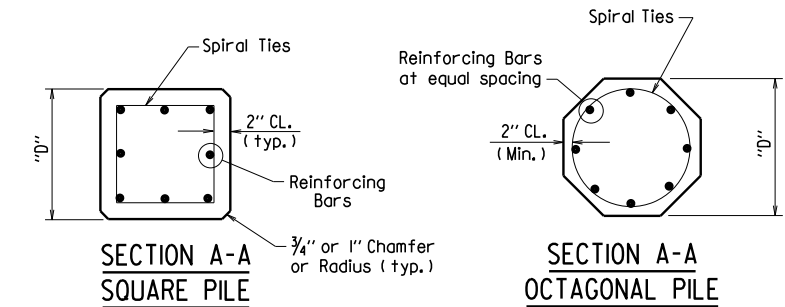 Spiral Ties
"D"
2" CL.
(typ.)
Reinforcing
Bars
3/4" or 1" Chamfer
or Radius (typ.)
SECTION A-A
SQUARE PILE
Spiral Ties
Reinforcing Bars
at equal spacing
2" CL.
(Min.)
"D"
SECTION A-A
OCTAGONAL PILE